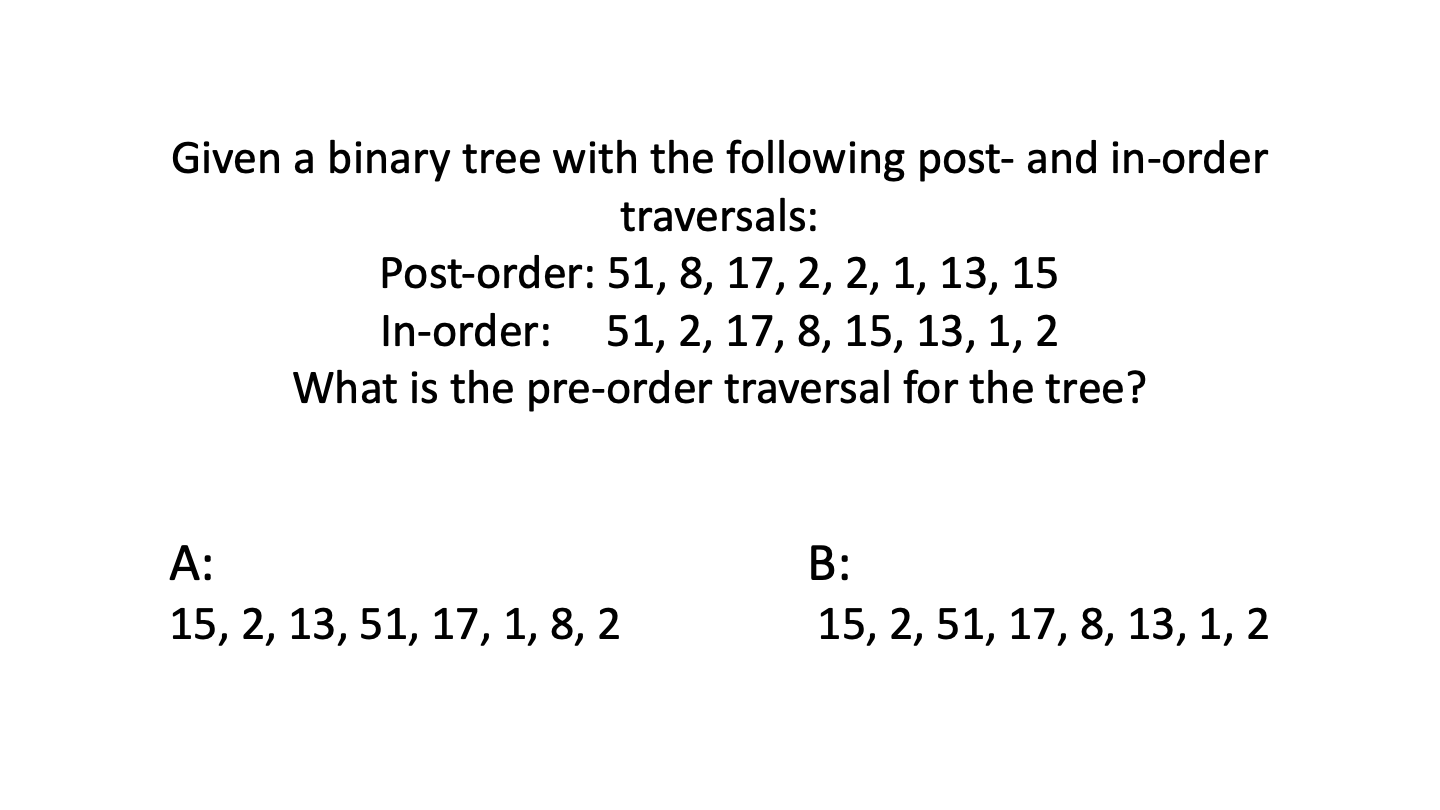 Given a binary tree with the following post- and in-order
traversals:
Post-order: 51, 8, 17, 2, 2, 1, 13, 15
In-order: 51, 2, 17, 8, 15, 13, 1, 2
What is the pre-order traversal for the tree?
A:
15, 2, 13, 51, 17, 1, 8, 2
B:
15, 2, 51, 17, 8, 13, 1, 2